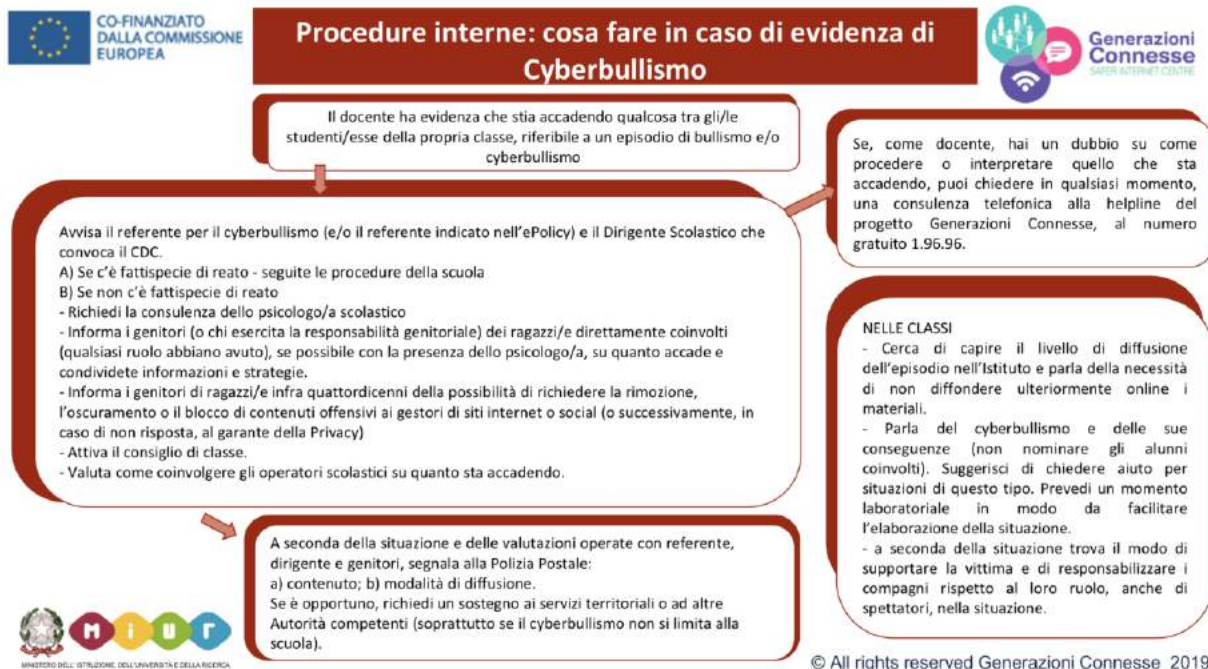 CO-FINANZIATO
DALLA COMMISSIONE
EUROPEA
Procedure interne: cosa fare in caso di evidenza di
Cyberbullismo
Generazioni
Connesse
SAFER INTERNET CENTRE
Il docente ha evidenza che stia accadendo qualcosa tra gli/le
studenti/esse della propria classe, riferibile a un episodio di bullismo e/o
cyberbullismo
Se, come docente, hai un dubbio su come
procedere o interpretare quello che sta
accadendo, puoi chiedere in qualsiasi momento,
una consulenza telefonica alla helpline del
progetto Generazioni Connesse, al numero
gratuito 1.96.96.
Avvisa il referente per il cyberbullismo (e/o il referente indicato nell'ePolicy) e il Dirigente Scolastico che
convoca il CDC.
A) Se c'è fattispecie di reato - seguite le procedure della scuola
B) Se non c'è fattispecie di reato
- Richiedi la consulenza dello psicologo/a scolastico
- Informa i genitori (o chi esercita la responsabilità genitoriale) dei ragazzi/e direttamente coinvolti
(qualsiasi ruolo abbiano avuto), se possibile con la presenza dello psicologo/a, su quanto accade e
condividete informazioni e strategie.
- Informa i genitori di ragazzi/e infra quattordicenni della possibilità di richiedere la rimozione,
l'oscuramento o il blocco di contenuti offensivi ai gestori di siti internet o social (o successivamente, in
caso di non risposta, al garante della Privacy)
- Attiva il consiglio di classe.
- Valuta come coinvolgere gli operatori scolastici su quanto sta accadendo.
NELLE CLASSI
- Cerca di capire il livello di diffusione
dell'episodio nell'Istituto e parla della necessità
di non diffondere ulteriormente online i
materiali.
- Parla del cyberbullismo e delle sue
conseguenze (non nominare gli alunni
coinvolti). Suggerisci di chiedere aiuto per
situazioni di questo tipo. Prevedi un momento
laboratoriale in modo da facilitare
l'elaborazione della situazione.
- a seconda della situazione trova il modo di
supportare la vittima e di responsabilizzare i
compagni rispetto al loro ruolo, anche di
spettatori, nella situazione.
A seconda della situazione e delle valutazioni operate con referente,
dirigente e genitori, segnala alla Polizia Postale:
a) contenuto; b) modalità di diffusione.
Se è opportuno, richiedi un sostegno ai servizi territoriali o ad altre
Autorità competenti (soprattutto se il cyberbullismo non si limita alla
scuola).
MiUr
MINISTERO DELL'ISTRUZIONE, DELL'UNIVERSITÀ E DELLA RICERCA
© All rights reserved Generazioni Connesse 2019